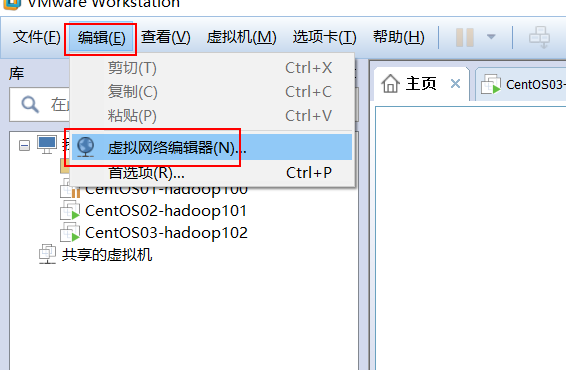 VMware Workstation
文件(F) 编辑(E) 查看(V) 虚拟机(M) 选项卡(T) 帮助(H)
库
剪切(T) Ctrl+X
复制(C) Ctrl+C
粘贴(P) Ctrl+V
虚拟网络编辑器(N)...
首选项(R)... Ctrl+P
主页 × CentOS03-
在
CentOS01-hadoop100
CentOS02-hadoop101
CentOS03-hadoop102
共享的虚拟机